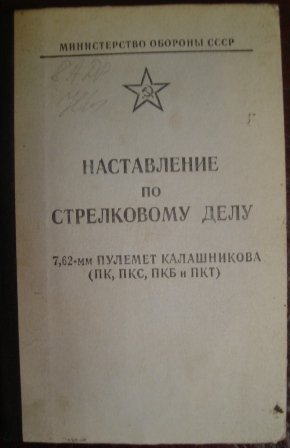 МИНИСТЕРСТВО ОБОРОНЫ СССР
НАСТАВЛЕНИЕ
ПО
СТРЕЛКОВОМУ ДЕЛУ
7,62-мм ПУЛЕМЕТ КАЛАШНИКОВА
(ПК, ПКС, ПКБ и ПКТ)